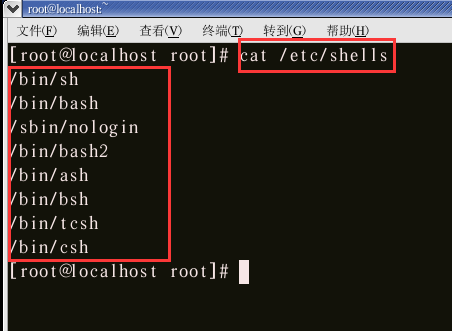 root@localhost:~
文件(F) 编辑(E) 查看(V) 终端(T) 转到(G) 帮助(H)
[root@localhost root]# cat /etc/shells
/bin/sh
/bin/bash
/sbin/nologin
/bin/bash2
/bin/ash
/bin/bsh
/bin/tcsh
/bin/csh
[root@localhost root]#